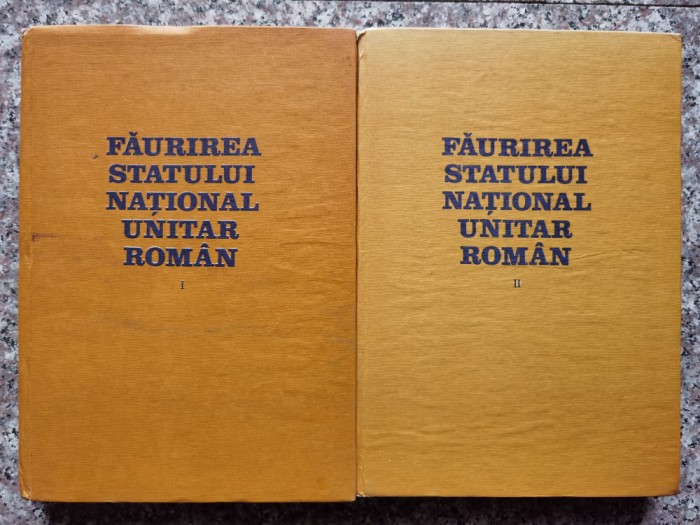 FĂURIREA
STATULUI
NAȚIONAL
UNITAR
ROMÂN
I
FĂURIREA
STATULUI
NAȚIONAL
UNITAR
ROMÂN
II